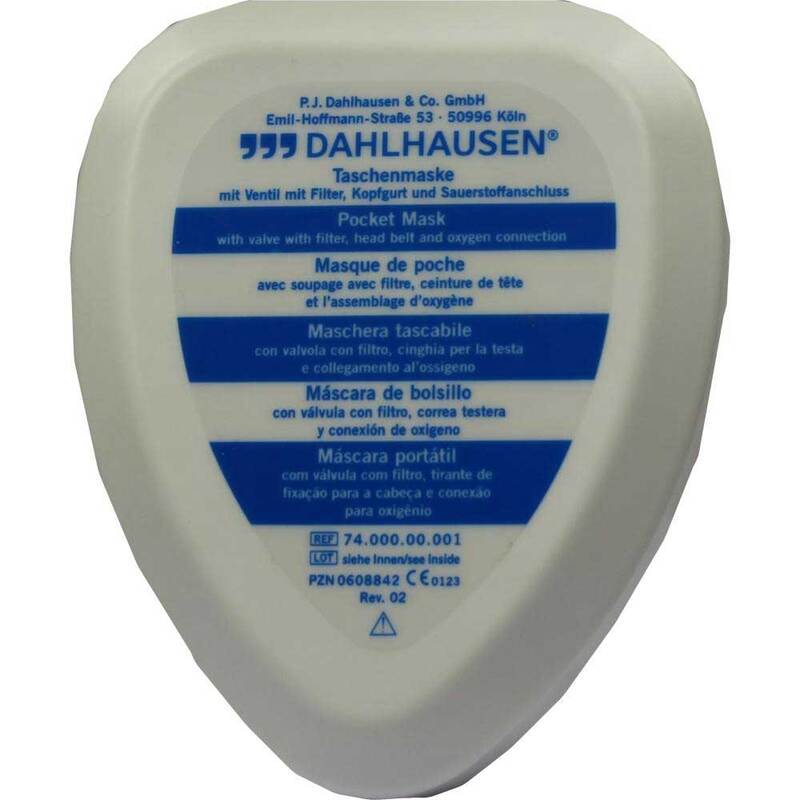 P.J. Dahlhausen & Co. GmbH
Emil-Hoffmann-Straße 53 · 50996 Köln
DAHLHAUSEN®
Taschenmaske
mit Ventil mit Filter, Kopfgurt und Sauerstoffanschluss
Pocket Mask
with valve with filter, head belt and oxygen connection
Masque de poche
avec soupage avec filtre, ceinture de tête
et l'assemblage d'oxygène
Maschera tascabile
con valvola con filtro, cinghia per la testa
e collegamento al'ossigeno
Máscara de bolsillo
con válvula con filtro, correa testera
y conexión de oxigeno
Máscara portátil
com válvula com filtro, tirante de
fixação para a cabeça e conexão
para oxigênio
REF 74.000.00.001
LOT siehe Innen/see Inside
PZN 0608842 CE 0123
Rev. 02